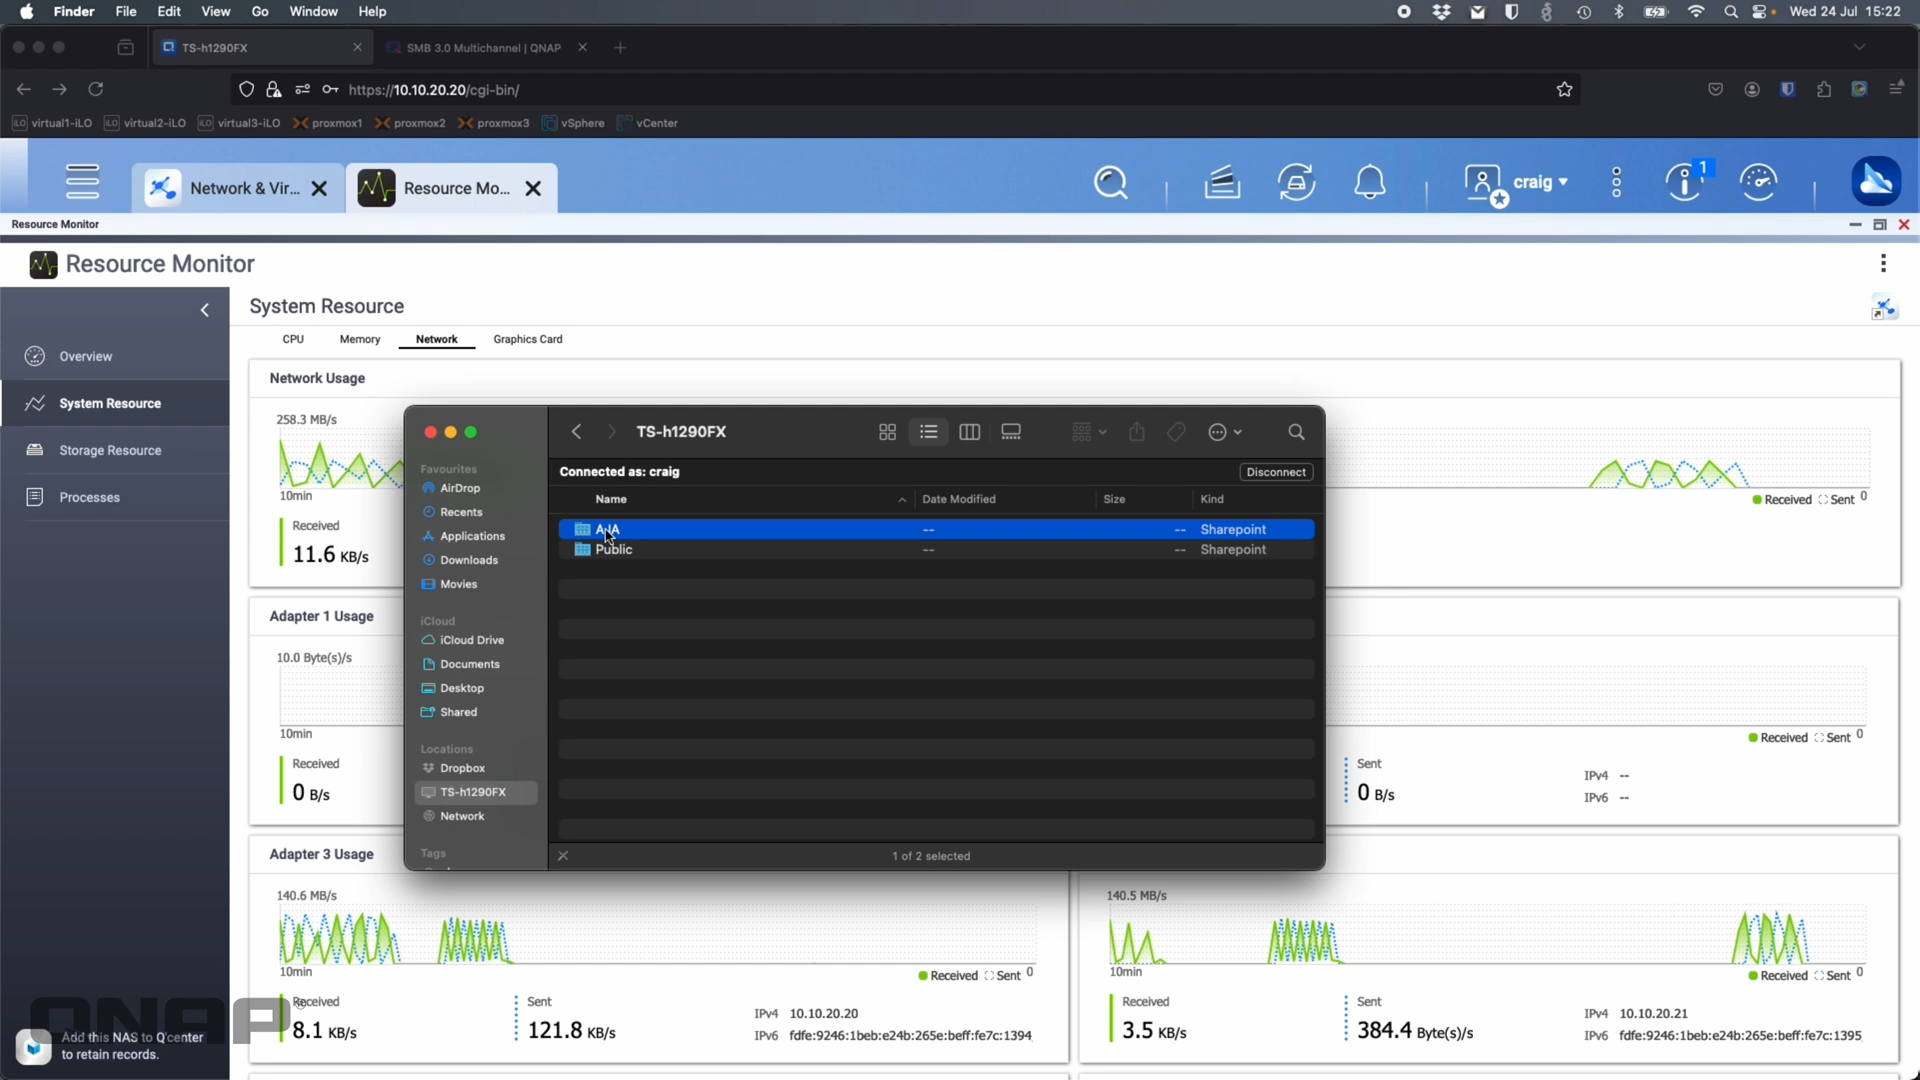 Finder File Edit View Go Window Help
Wed 24 Jul 15:22
TS-h1290FX
SMB 3.0 Multichannel | QNAP
https://10.10.20.20/cgi-bin/
iLO virtual1-iLO iLO virtual2-iLO iLO virtual3-iLO proxmox1 proxmox2 proxmox3 vSphere vCenter
Network & Vir...
Resource Mo...
craig
1
Resource Monitor
Resource Monitor
System Resource
CPU Memory Network Graphics Card
Overview
System Resource
Storage Resource
Processes
Network Usage
258.3 MB/s
10min
Received Sent 0
Received
11.6 KB/s
Adapter 1 Usage
10.0 Byte(s)/s
10min
Received
0 B/s
Received Sent 0
Sent
0 B/s
IPv4 --
IPv6 --
TS-h1290FX
Connected as: craig
Disconnect
Name Date Modified Size Kind
AJA -- -- Sharepoint
Public -- -- Sharepoint
Favourites
AirDrop
Recents
Applications
Downloads
Movies
iCloud
iCloud Drive
Documents
Desktop
Shared
Locations
Dropbox
TS-h1290FX
Network
Tags
1 of 2 selected
Adapter 3 Usage
140.6 MB/s
10min
Received Sent 0
Received
8.1 KB/s
Sent
121.8 KB/s
IPv4 10.10.20.20
IPv6 fdfe:9246:1beb:e24b:265e:beff:fe7c:1394
140.5 MB/s
10min
Received Sent 0
Received
3.5 KB/s
Sent
384.4 Byte(s)/s
IPv4 10.10.20.21
IPv6 fdfe:9246:1beb:e24b:265e:beff:fe7c:1395
QNAP
Add this NAS to Q'center
to retain records.